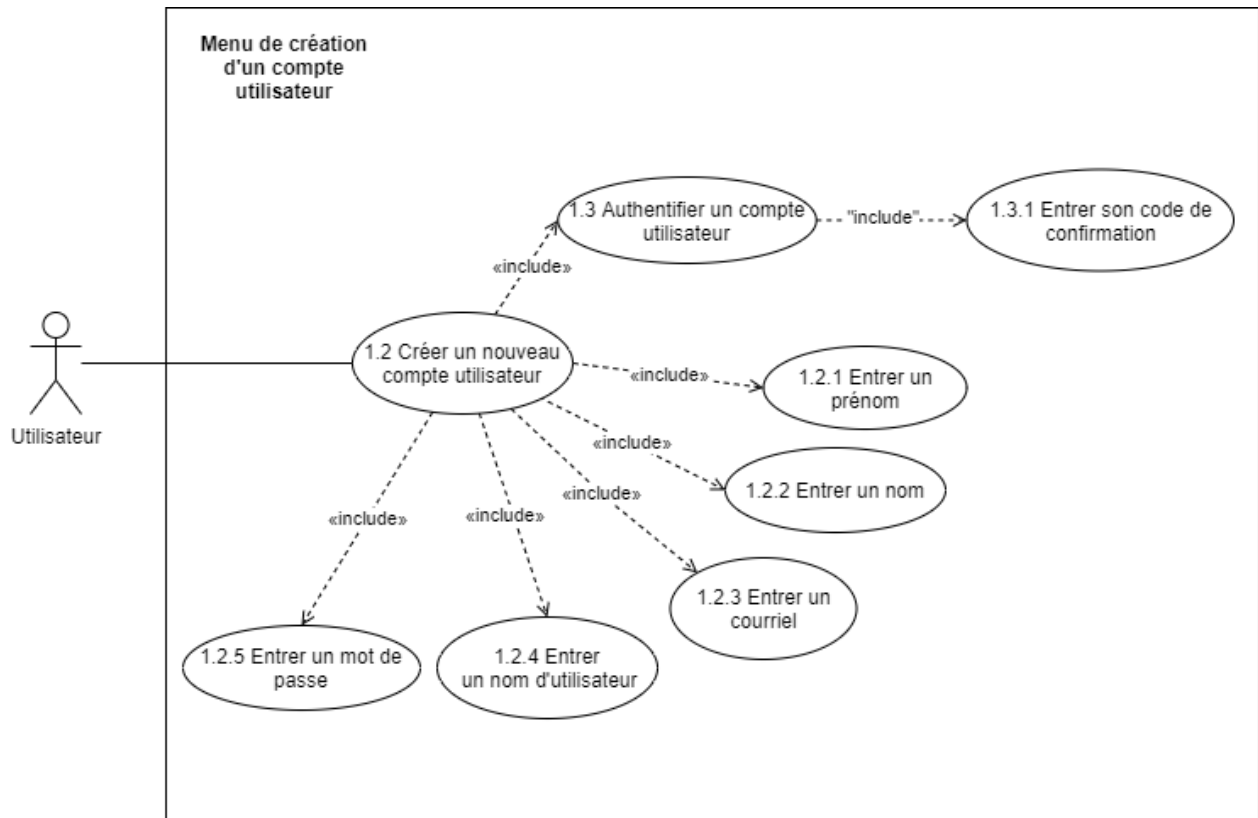 Menu de création
d'un compte
utilisateur
1.3 Authentifier un compte
utilisateur
"include"
1.3.1 Entrer son code de
confirmation
«include»
1.2 Créer un nouveau
compte utilisateur
«include»
1.2.1 Entrer un
prénom
Utilisateur
«include»
1.2.2 Entrer un nom
«include»
«include»
«include»
1.2.3 Entrer un
courriel
1.2.5 Entrer un mot de
passe
1.2.4 Entrer
un nom d'utilisateur